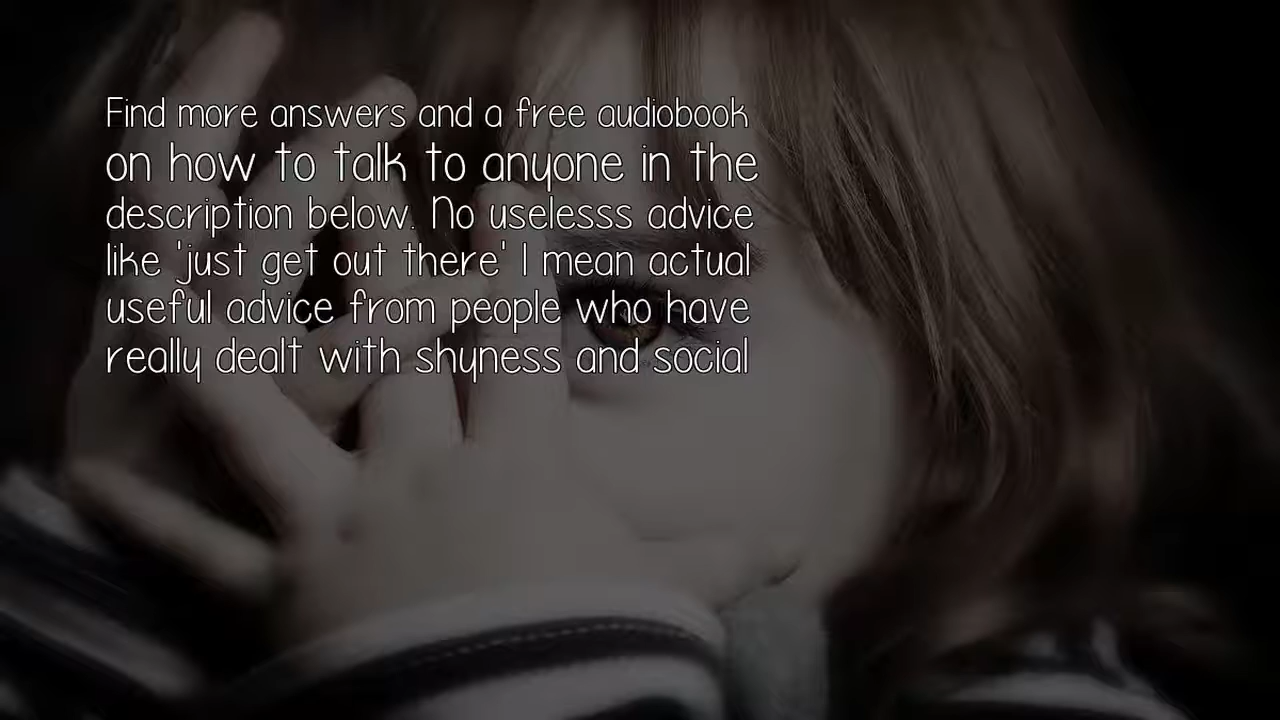 Find more answers and a free audiobook
on how to talk to anyone in the
description below. No uselesss advice
like 'just get out there' I mean actual
useful advice from people who have
really dealt with shyness and social